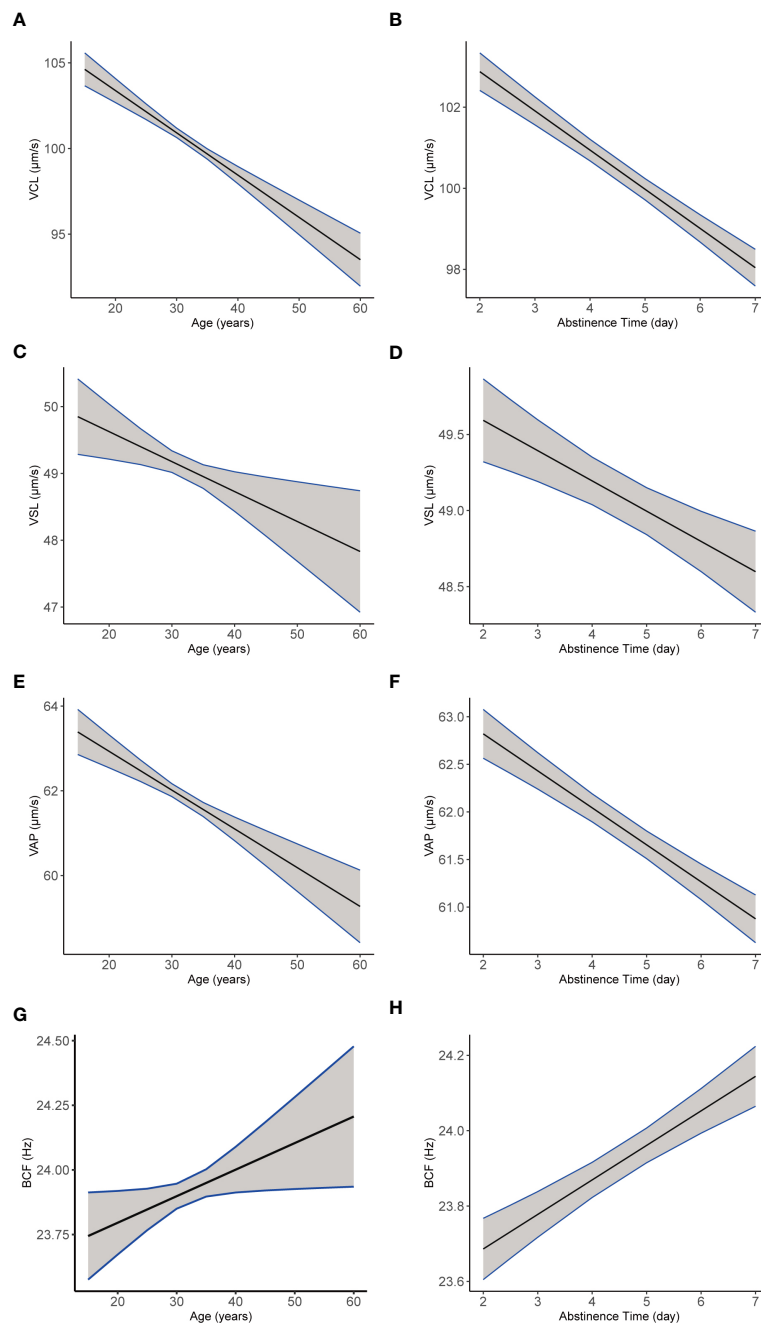 A
VCL (µm/s)
105
100
95
20 30 40 50 60
Age (years)
B
VCL (µm/s)
102
100
98
2 3 4 5 6 7
Abstinence Time (day)
C
VSL (µm/s)
50
49
48
47
20 30 40 50 60
Age (years)
D
VSL (µm/s)
49.5
49.0
48.5
2 3 4 5 6 7
Abstinence Time (day)
E
VAP (µm/s)
64
62
60
20 30 40 50 60
Age (years)
F
VAP (µm/s)
63.0
62.5
62.0
61.5
61.0
2 3 4 5 6 7
Abstinence Time (day)
G
BCF (Hz)
24.50
24.25
24.00
23.75
20 30 40 50 60
Age (years)
H
BCF (Hz)
24.2
24.0
23.8
23.6
2 3 4 5 6 7
Abstinence Time (day)